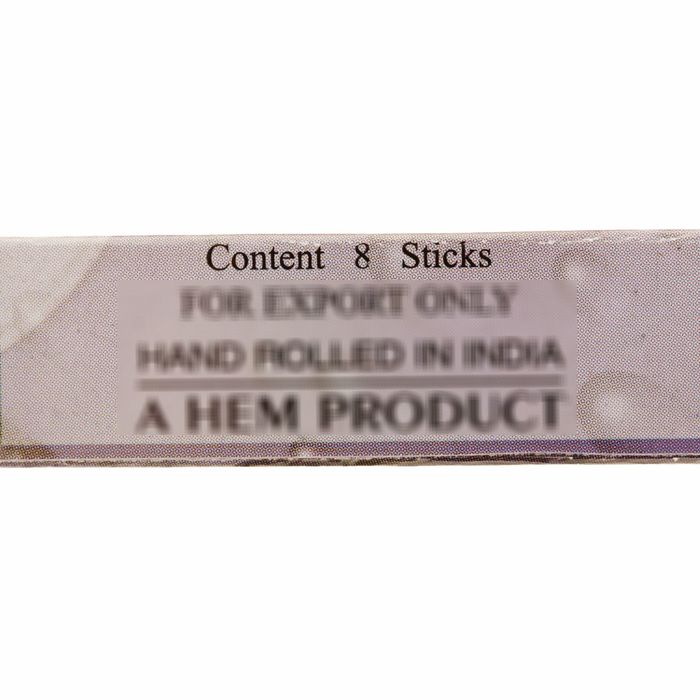 Content 8 Sticks
FOR EXPORT ONLY
HAND ROLLED IN INDIA
A HEM PRODUCT